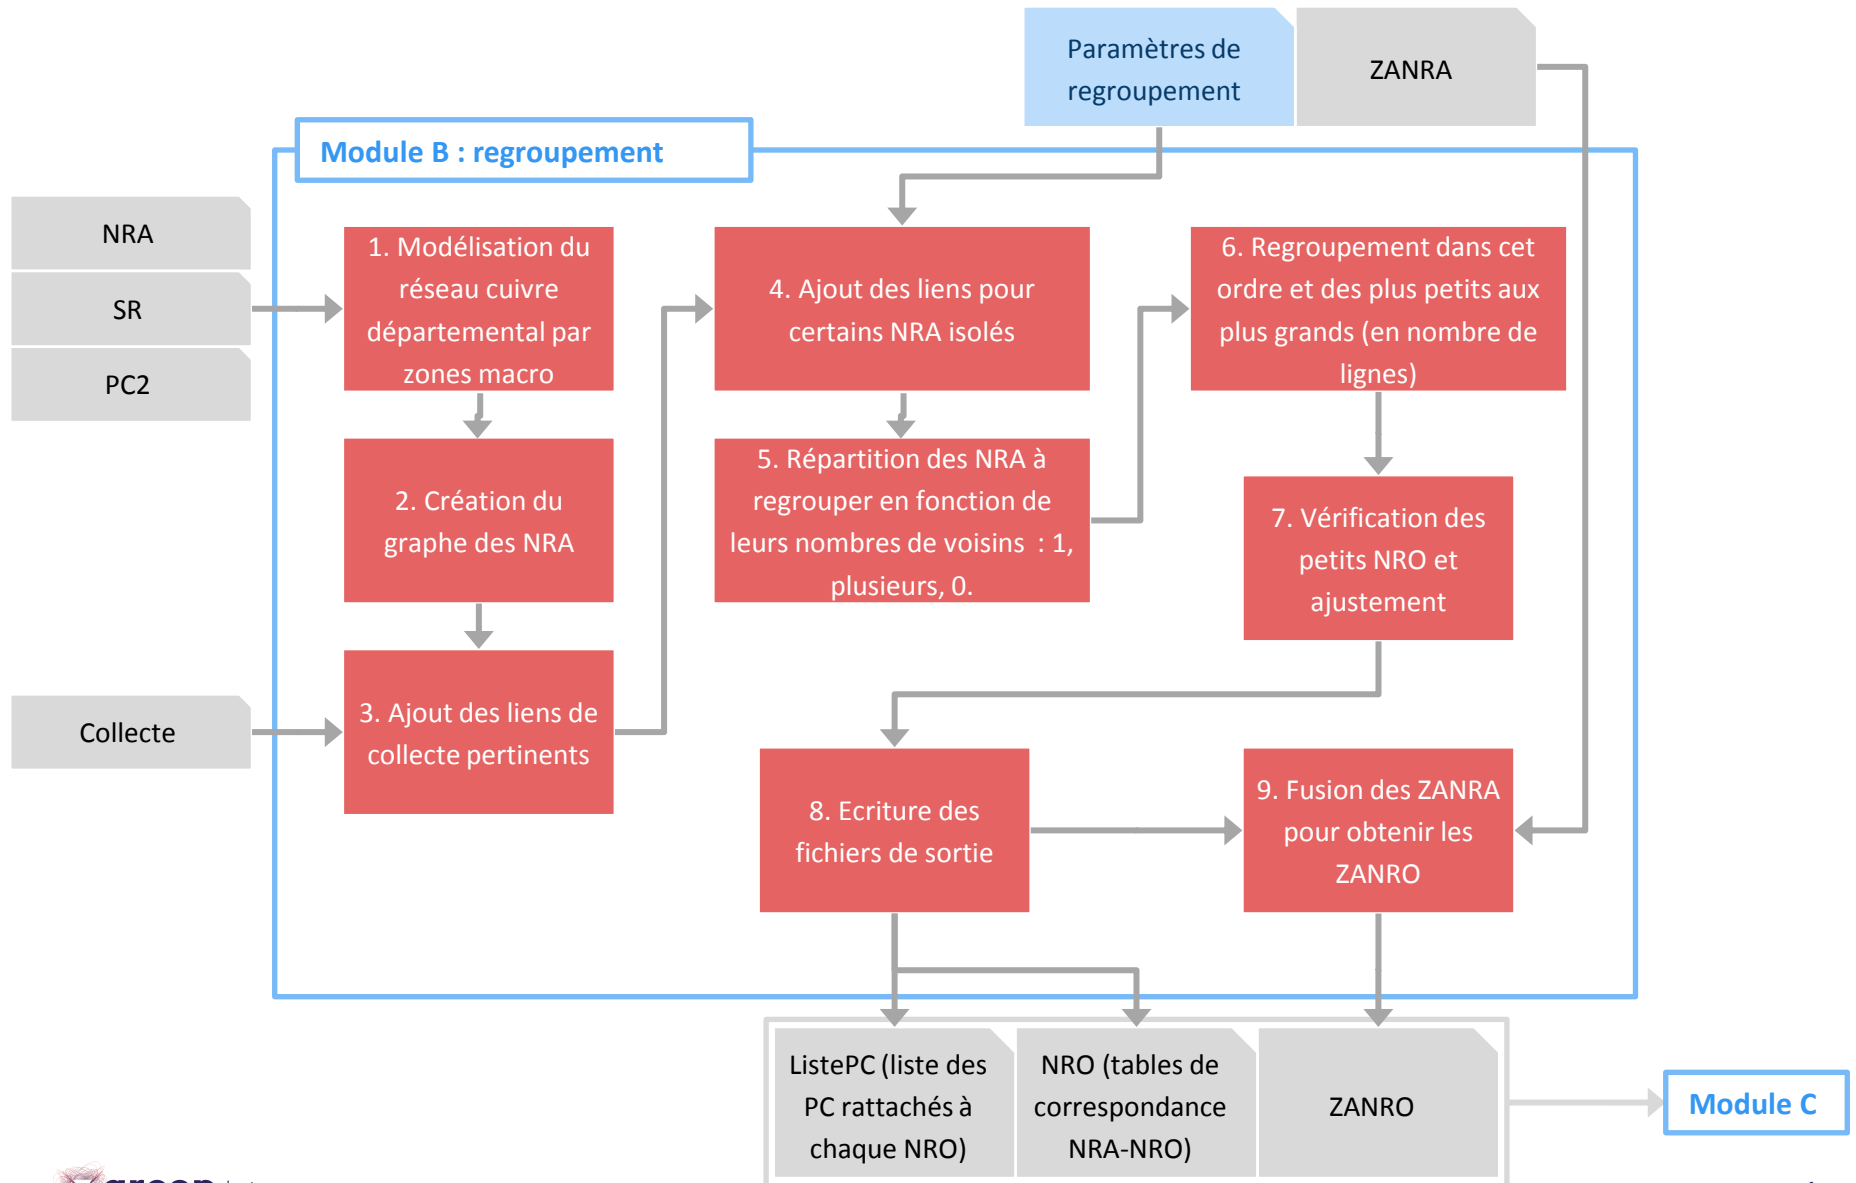 Paramètres de
regroupement
ZANRA
Module B : regroupement
NRA
SR
PC2
Collecte
1. Modélisation du
réseau cuivre
départemental par
zones macro
2. Création du
graphe des NRA
3. Ajout des liens de
collecte pertinents
4. Ajout des liens pour
certains NRA isolés
5. Répartition des NRA à
regrouper en fonction de
leurs nombres de voisins : 1,
plusieurs, 0.
6. Regroupement dans cet
ordre et des plus petits aux
plus grands (en nombre de
lignes)
7. Vérification des
petits NRO et
ajustement
8. Ecriture des
fichiers de sortie
9. Fusion des ZANRA
pour obtenir les
ZANRO
ListePC (liste des
PC rattachés à
chaque NRO)
NRO (tables de
correspondance
NRA-NRO)
ZANRO
Module C